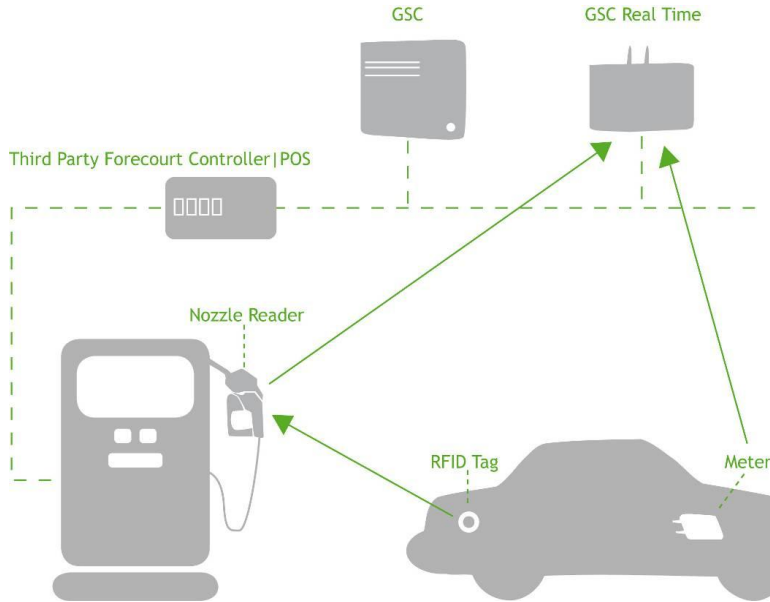 GSC
GSC Real Time
Third Party Forecourt Controller|POS
Nozzle Reader
RFID Tag
Meter